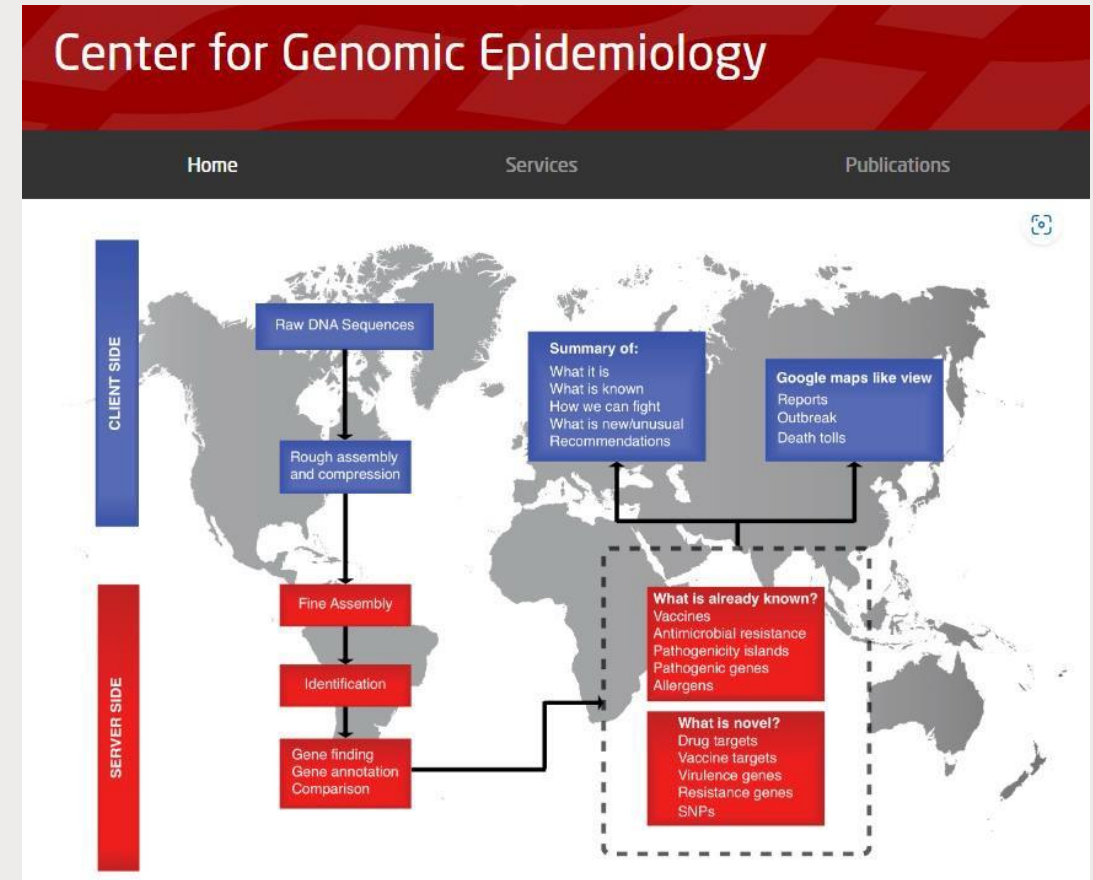 Center for Genomic Epidemiology
Home
Services
Publications
CLIENT SIDE
Raw DNA Sequences
Rough assembly
and compression
Summary of:
What it is
What is known
How we can fight
What is new/unusual
Recommendations
Google maps like view
Reports
Outbreak
Death tolls
SERVER SIDE
Fine Assembly
Identification
Gene finding
Gene annotation
Comparison
What is already known?
Vaccines
Antimicrobial resistance
Pathogenicity islands
Pathogenic genes
Allergens
What is novel?
Drug targets
Vaccine targets
Virulence genes
Resistance genes
SNPs